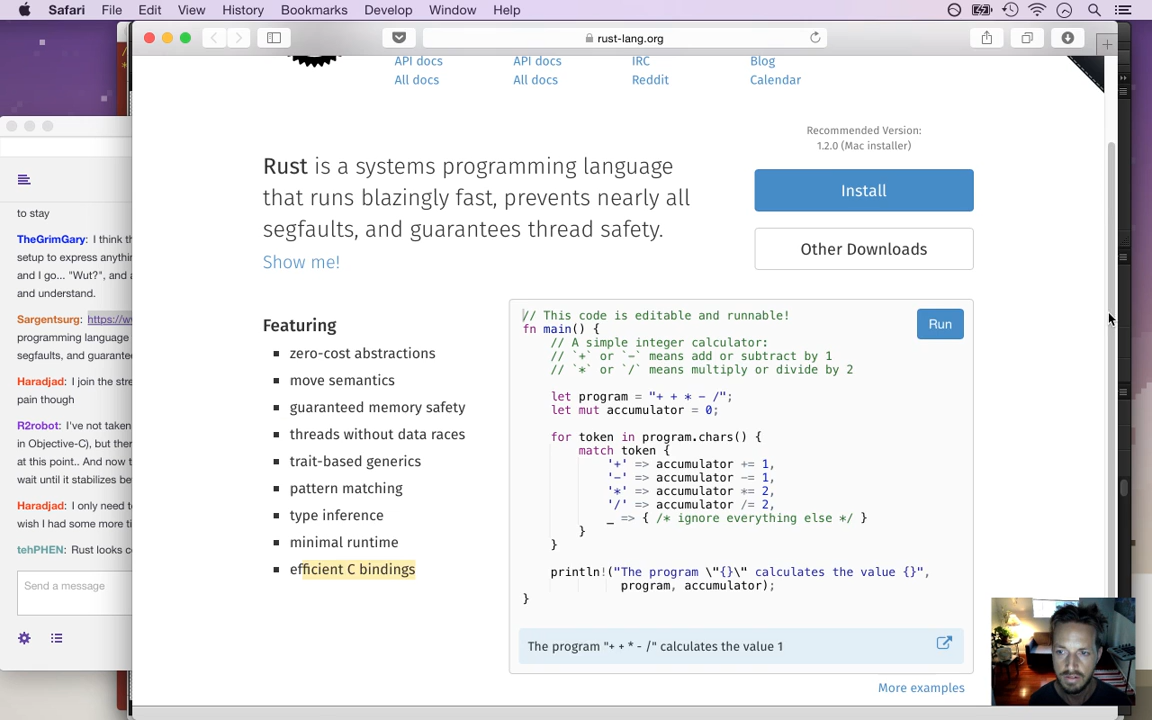 Safari File Edit View History Bookmarks Develop Window Help
rust-lang.org
API docs API docs IRC Blog
All docs All docs Reddit Calendar
Recommended Version:
1.2.0 (Mac installer)
Install
Other Downloads
Rust is a systems programming language
that runs blazingly fast, prevents nearly all
segfaults, and guarantees thread safety.
Show me!
Featuring
zero-cost abstractions
move semantics
guaranteed memory safety
threads without data races
trait-based generics
pattern matching
type inference
minimal runtime
efficient C bindings
// This code is editable and runnable!
fn main() {
// A simple integer calculator:
// `+` or `-` means add or subtract by 1
// `*` or `/` means multiply or divide by 2
let program = "+ + * - /";
let mut accumulator = 0;
for token in program.chars() {
match token {
'+' => accumulator += 1,
'-' => accumulator -= 1,
'*' => accumulator *= 2,
'/' => accumulator /= 2,
_ => { /* ignore everything else */ }
}
}
println!("The program \"{}\" calculates the value {}",
program, accumulator);
}
Run
The program "+ + * - /" calculates the value 1
More examples
to stay
TheGrimGary: I think th
setup to express anythin
and I go... "Wut?", and a
and understand.
Sargentsurg: https://w
programming language
segfaults, and guarante
Haradjad: I join the stre
pain though
R2robot: I've not taken
in Objective-C), but ther
at this point.. And now t
wait until it stabilizes be
Haradjad: I only need to
wish I had some more ti
tehPHEN: Rust looks c
Send a message